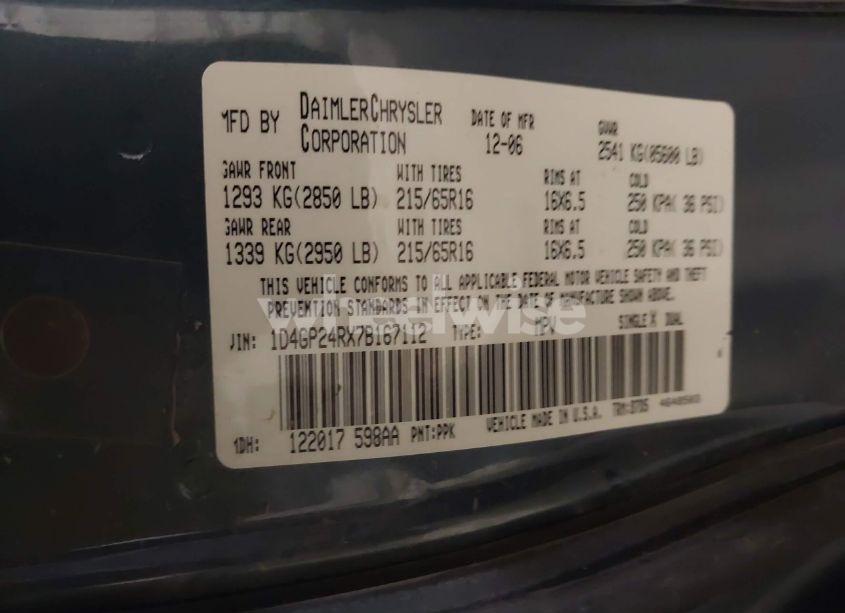 MFD BY DAIMLERCHRYSLER CORPORATION DATE OF MFR 12-06 GVWR 2541 KG(05600 LB)
GAWR FRONT WITH TIRES RIMS AT COLD
1293 KG(2850 LB) 215/65R16 16X6.5 250 KPA( 36 PSI)
GAWR REAR WITH TIRES RIMS AT COLD
1339 KG(2950 LB) 215/65R16 16X6.5 250 KPA( 36 PSI)
THIS VEHICLE CONFORMS TO ALL APPLICABLE FEDERAL MOTOR VEHICLE SAFETY AND THEFT
PREVENTION STANDARDS IN EFFECT ON THE DATE OF MANUFACTURE SHOWN ABOVE.
wheelwise
VIN: 1D4GP24RX7B167112 TYPE: MPV SINGLE X DUAL
MDH: 122017 598AA PNT:PPK VEHICLE MADE IN U.S.A.